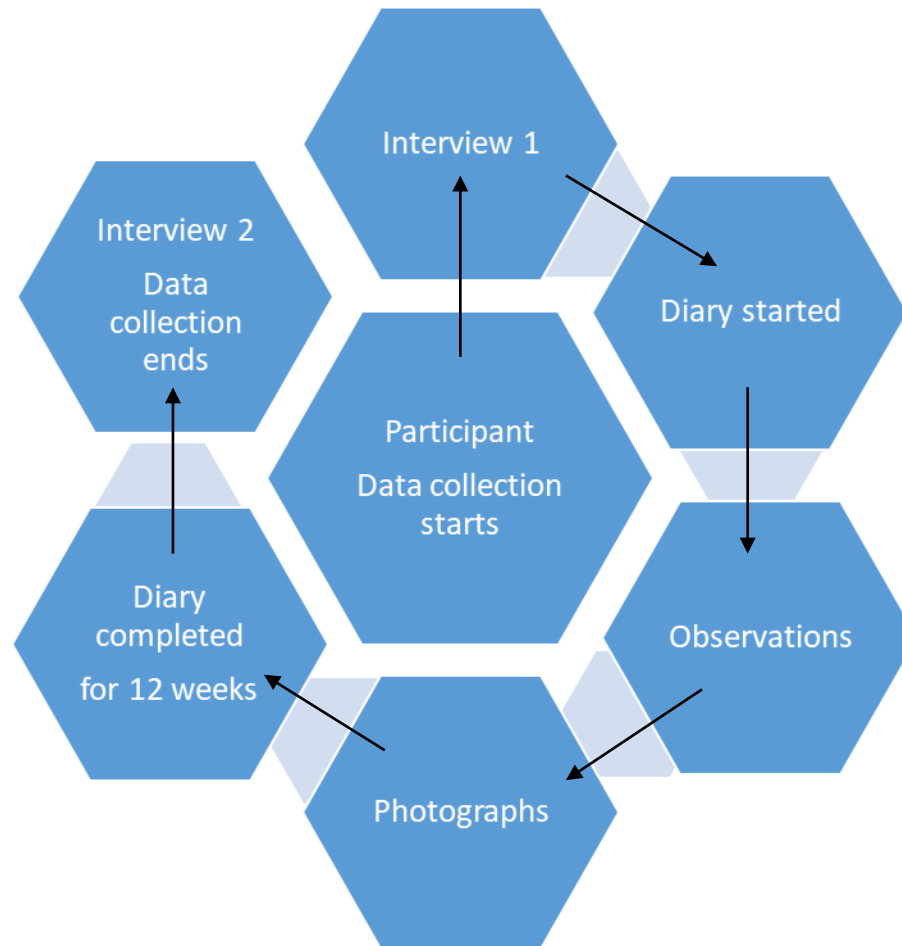 Participant
Data collection
starts
Interview 1
Diary started
Observations
Photographs
Diary
completed
for 12 weeks
Interview 2
Data
collection
ends